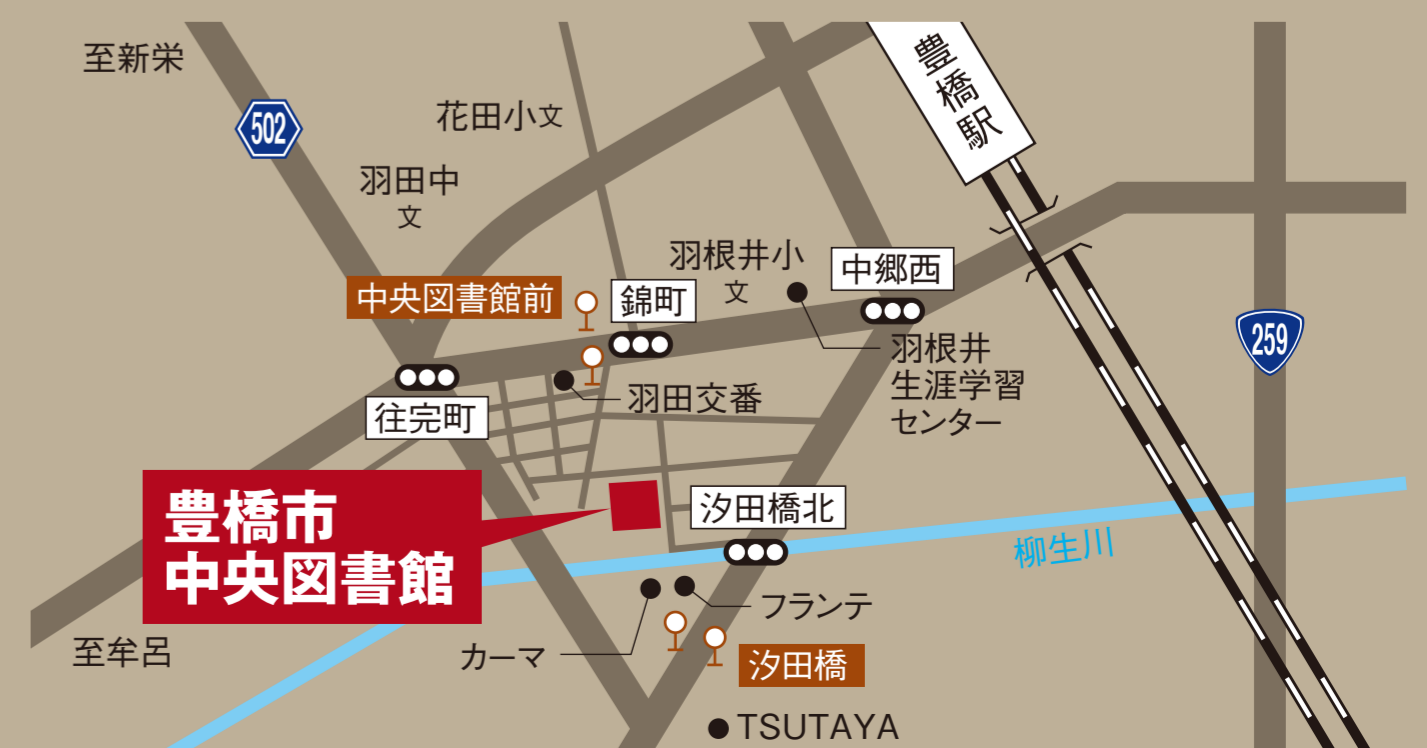 至新栄
502
花田小文
羽田中
文
豊橋駅
羽根井小
文
中郷西
中央図書館前
錦町
259
羽根井
生涯学習
センター
羽田交番
往完町
豊橋市
中央図書館
汐田橋北
柳生川
フランテ
至牟呂
カーマ
汐田橋
TSUTAYA